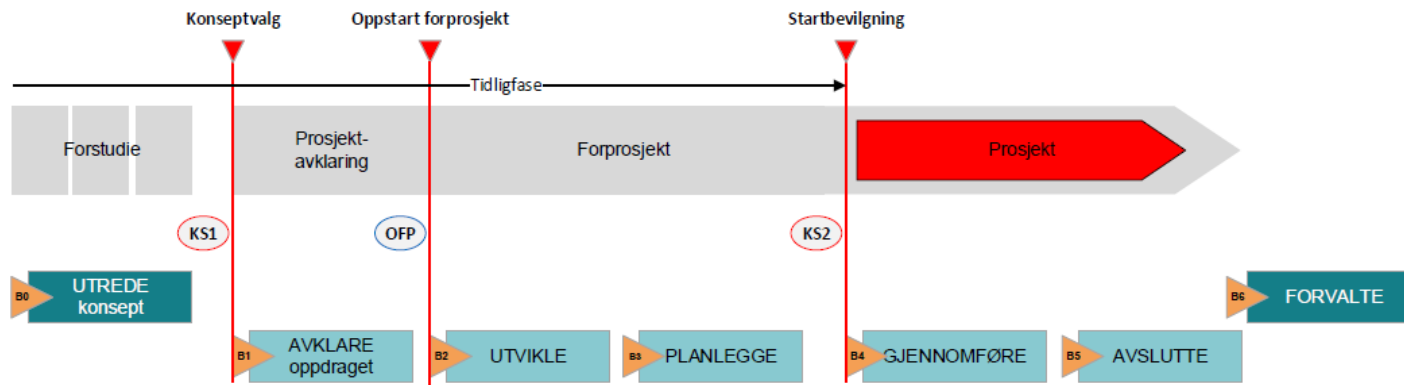 Konseptvalg
Oppstart forprosjekt
Startbevilgning
Tidligfase
Forstudie
Prosjekt-
avklaring
Forprosjekt
Prosjekt
KS1
OFP
KS2
B0
UTREDE
konsept
B6
FORVALTE
B1
AVKLARE
oppdraget
B2
UTVIKLE
B3
PLANLEGGE
B4
GJENNOMFØRE
B5
AVSLUTTE